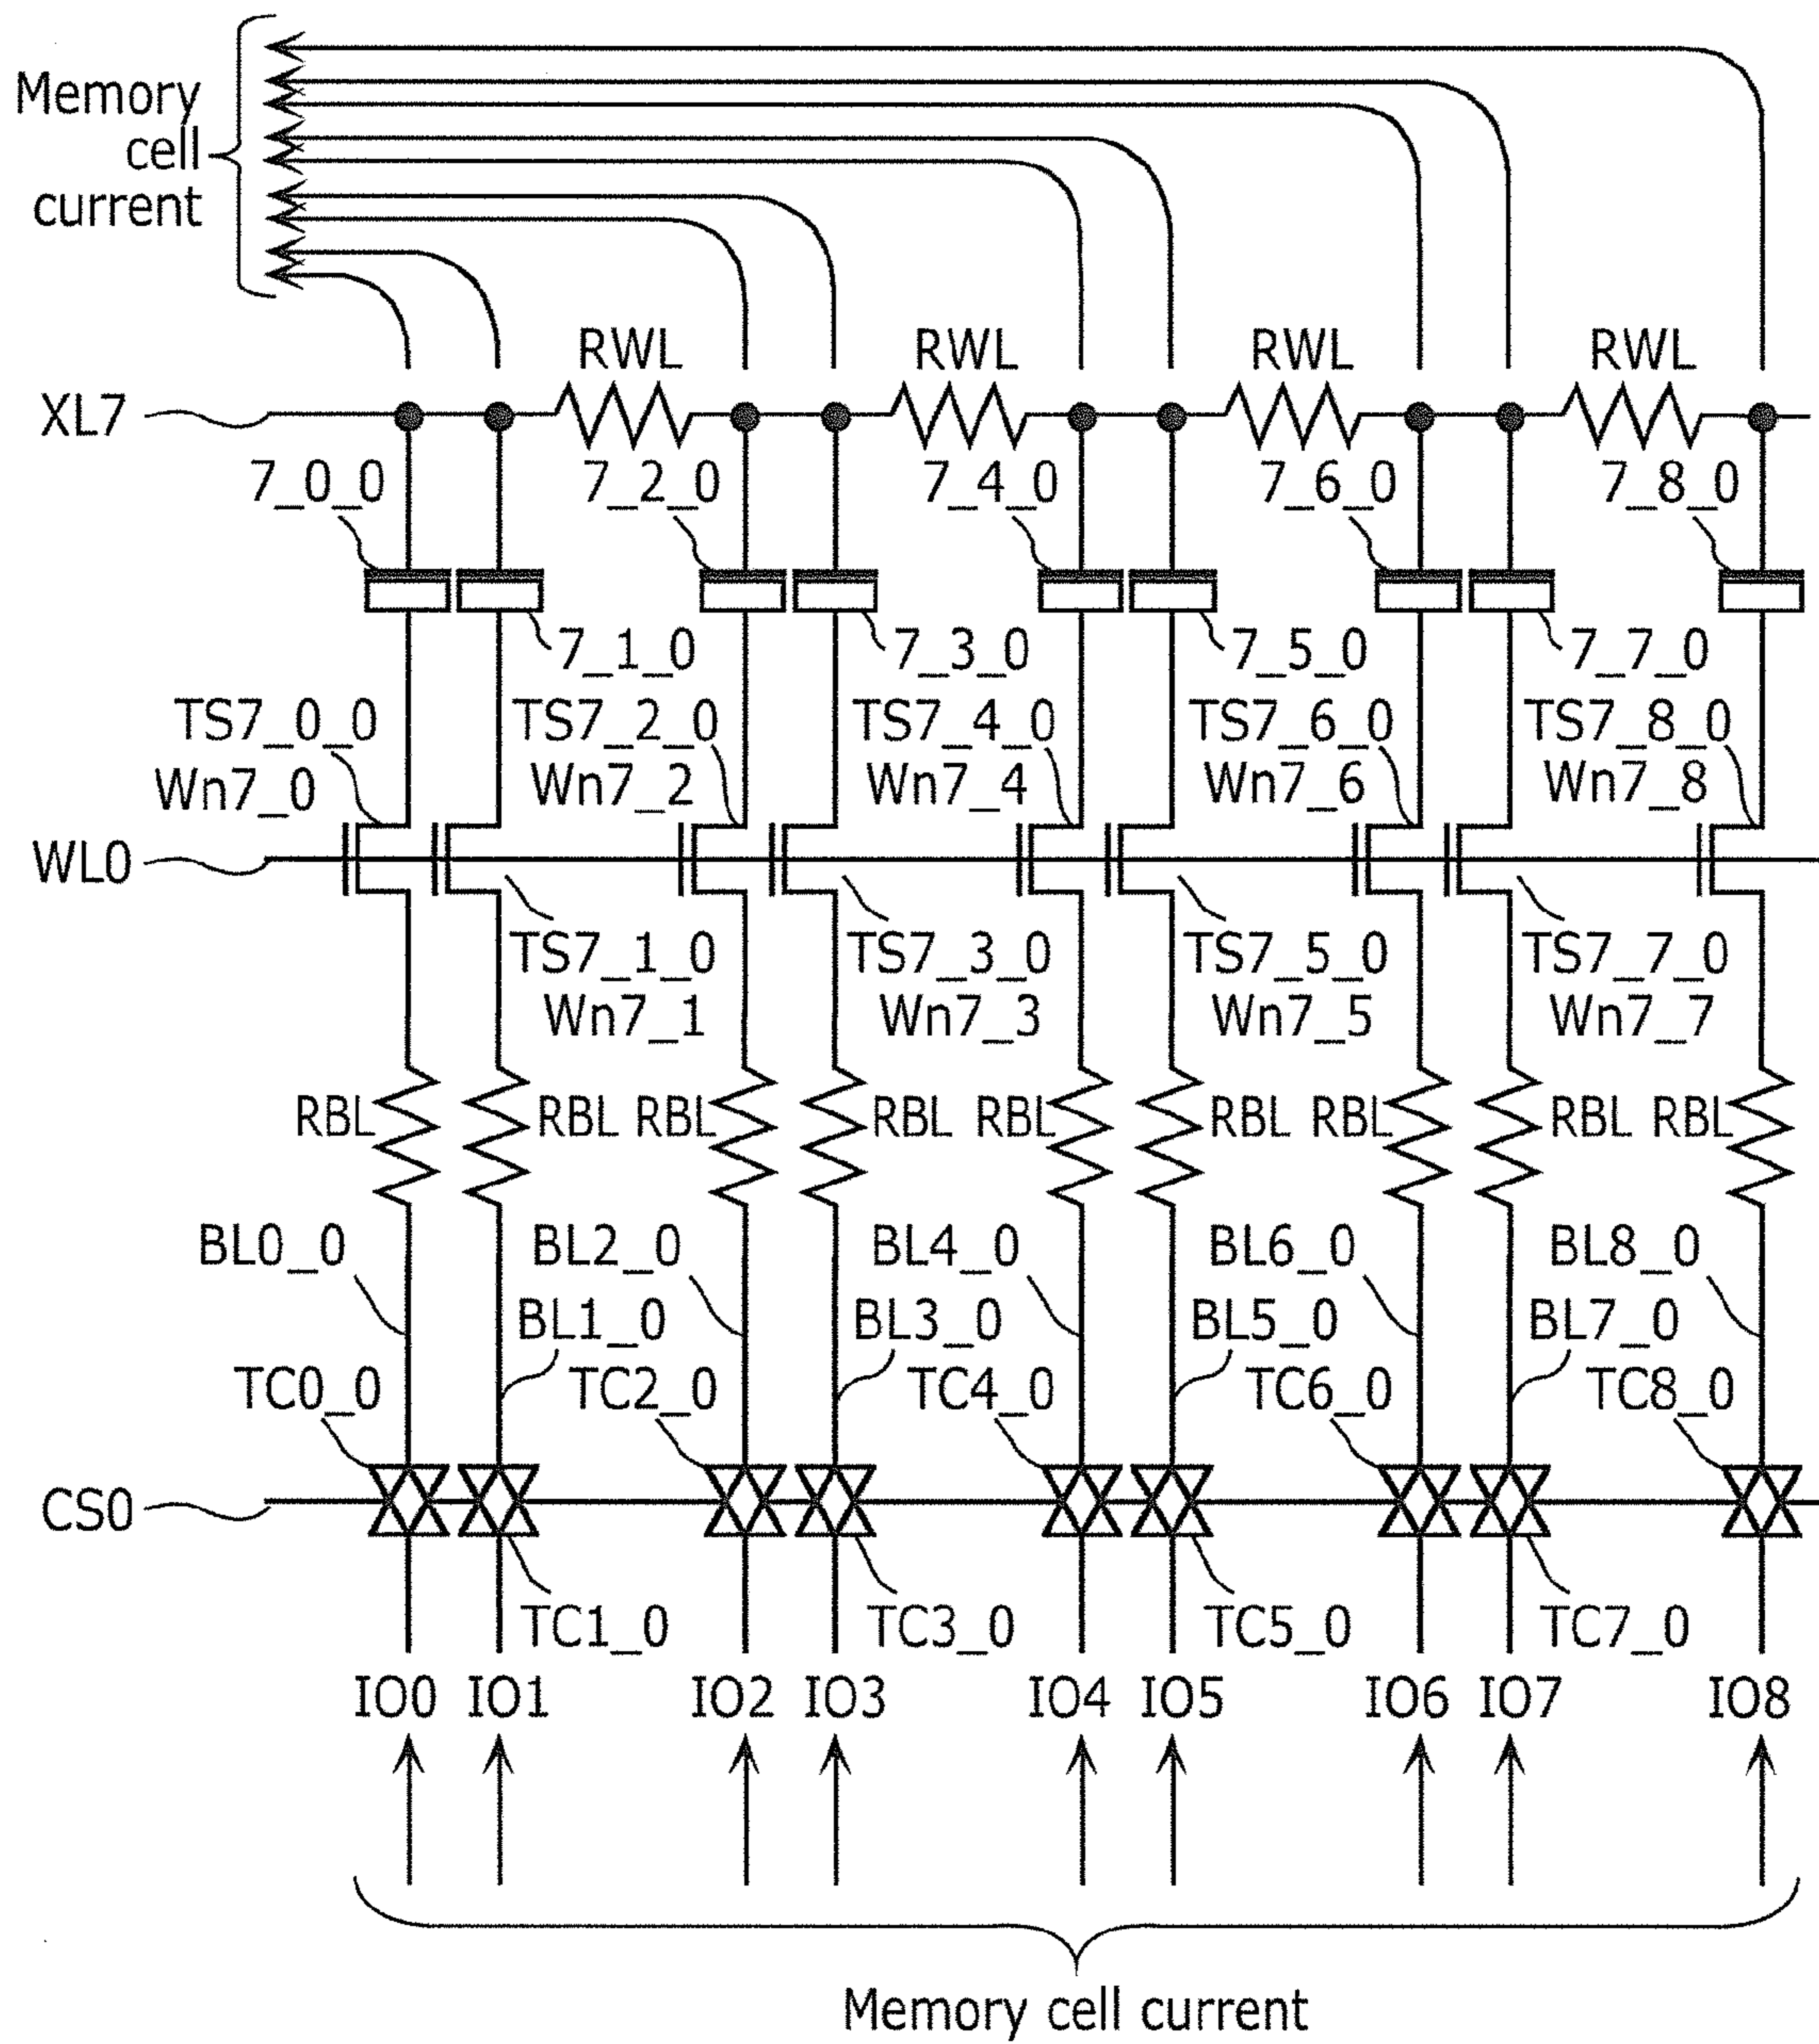 Memory
cell
current
RWL RWL RWL RWL
XL7
7_0_0 7_2_0 7_4_0 7_6_0 7_8_0
7_1_0 7_3_0 7_5_0 7_7_0
TS7_0_0 TS7_2_0 TS7_4_0 TS7_6_0 TS7_8_0
Wn7_0 Wn7_2 Wn7_4 Wn7_6 Wn7_8
WL0
TS7_1_0 TS7_3_0 TS7_5_0 TS7_7_0
Wn7_1 Wn7_3 Wn7_5 Wn7_7
RBL RBL RBL RBL RBL RBL RBL RBL RBL
BL0_0 BL2_0 BL4_0 BL6_0 BL8_0
BL1_0 BL3_0 BL5_0 BL7_0
TC0_0 TC2_0 TC4_0 TC6_0 TC8_0
CS0
TC1_0 TC3_0 TC5_0 TC7_0
IO0 IO1 IO2 IO3 IO4 IO5 IO6 IO7 IO8
Memory cell current